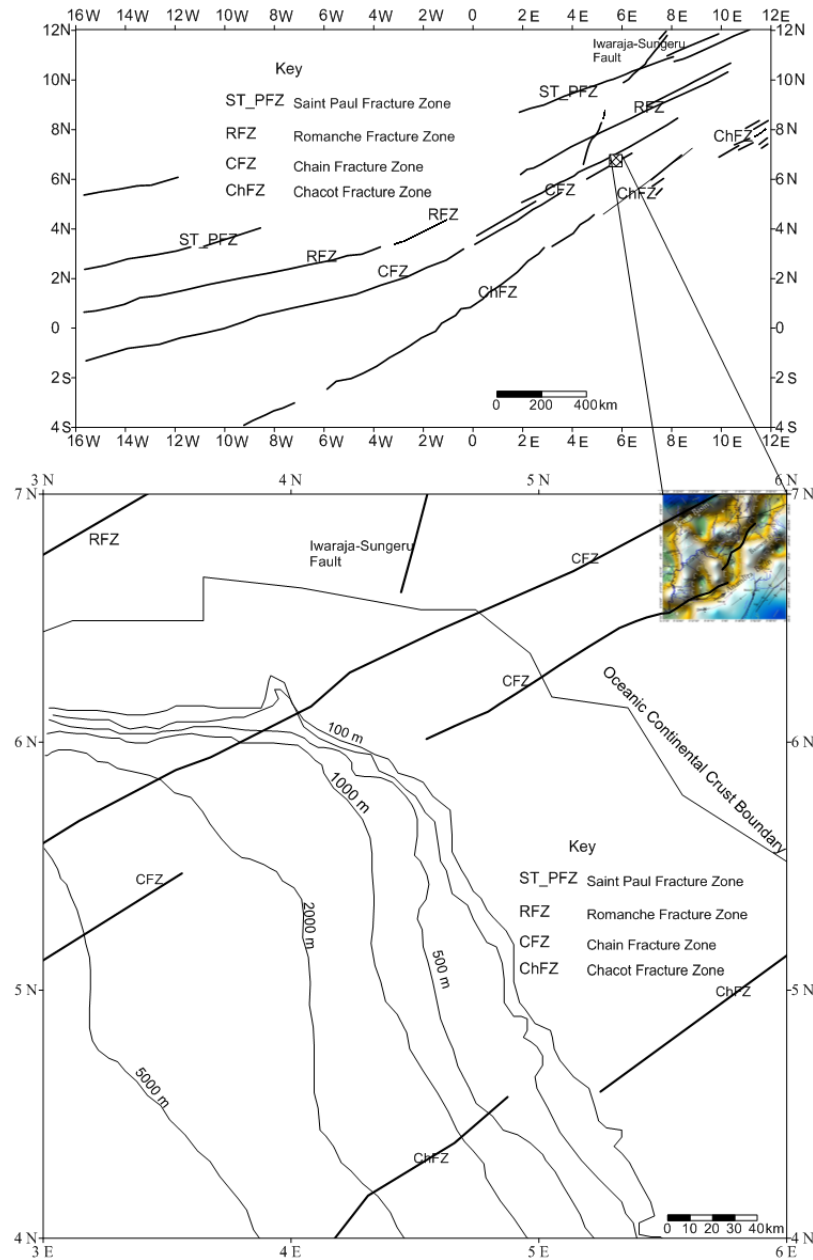 16W 14W 12W 10W 8W 6W 4W 2W 0 2E 4E 6E 8E 10E 12E
12N 12N
Iwaraja-Sungeru
Fault
Key
10N 10N
ST_PFZ
ST_PFZ Saint Paul Fracture Zone
RFZ
8N 8N
RFZ Romanche Fracture Zone
ChFZ
CFZ Chain Fracture Zone
6N 6N
ChFZ Chacot Fracture Zone
CFZ
ChFZ
RFZ
4N 4N
ST_PFZ
RFZ
CFZ
2N 2N
ChFZ
0 0
2S 2S
0 200 400km
4S 4S
16W 14W 12W 10W 8W 6W 4W 2W 0 2E 4E 6E 8E 10E 12E
3 N 4 N 5 N 6 N
7 N 7 N
RFZ
Iwaraja-Sungeru
Fault
CFZ
CFZ
Oceanic Continental Crust Boundary
100 m
6 N 6 N
1000 m
Key
CFZ
ST_PFZ Saint Paul Fracture Zone
2000 m
RFZ Romanche Fracture Zone
CFZ Chain Fracture Zone
500 m
ChFZ Chacot Fracture Zone
5 N 5 N
ChFZ
5000 m
ChFZ
0 10 20 30 40km
4 N 4 N
3 E 4 E 5 E 6 E